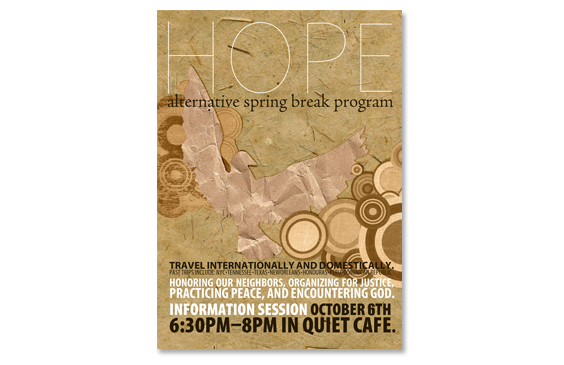 HOPE
alternative spring break program
TRAVEL INTERNATIONALLY AND DOMESTICALLY.
PAST TRIPS INCLUDE: NYC•TENNESSEE•TEXAS•NEW ORLEANS•HONDURAS•
HONORING OUR NEIGHBORS, ORGANIZING FOR JUSTICE,
PRACTICING PEACE, AND ENCOUNTERING GOD.
INFORMATION SESSION OCTOBER 6TH
6:30PM–8PM IN QUIET CAFE.